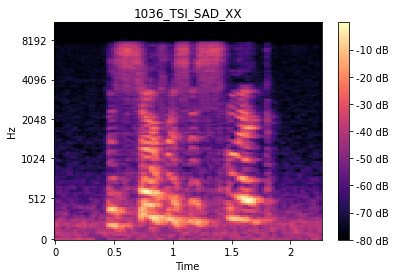 1036_TSI_SAD_XX
8192
4096
2048
1024
512
0
Hz
0
0.5
1
1.5
2
Time
-10 dB
-20 dB
-30 dB
-40 dB
-50 dB
-60 dB
-70 dB
-80 dB